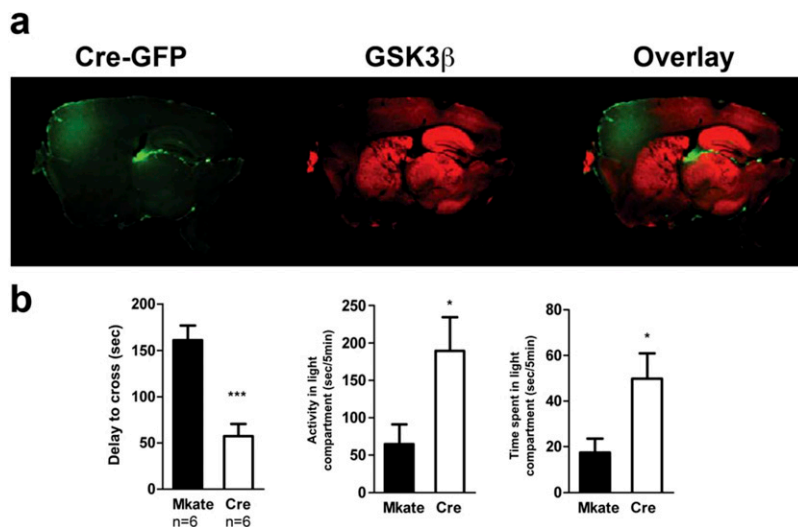 a
Cre-GFP
GSK3β
Overlay
b
Delay to cross (sec)
200
150
100
50
0
***
Mkate
Cre
n=6
n=6
Activity in light
compartment (sec/5min)
250
200
150
100
50
0
*
Mkate
Cre
Time spent in light
compartment (sec/5min)
80
60
40
20
0
*
Mkate
Cre